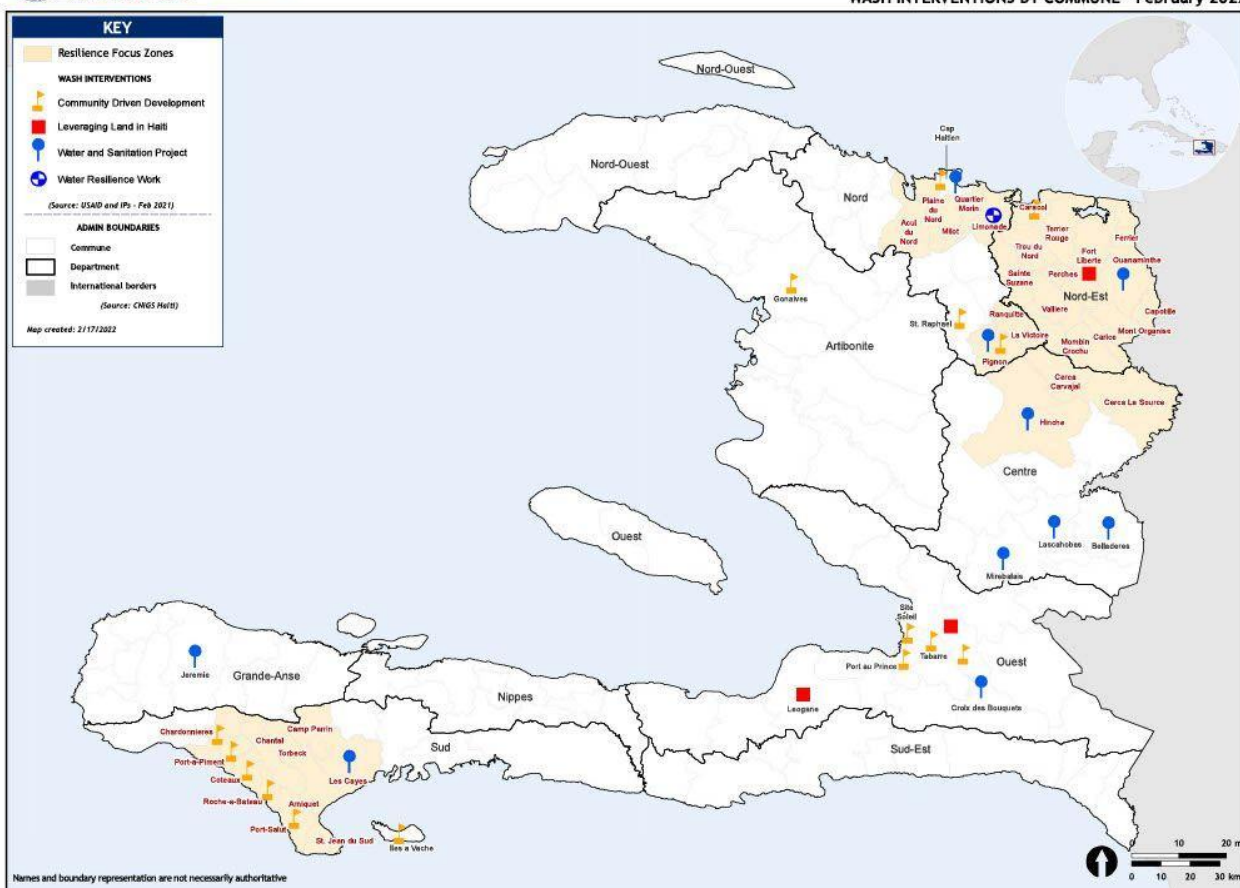 KEY
Resilience Focus Zones
WASH INTERVENTIONS
Community Driven Development
Leveraging Land in Haiti
Water and Sanitation Project
Water Resilience Work
(Source: USAID and IPs - Feb 2021)
ADMIN BOUNDARIES
Commune
Department
International borders
(Source: CNIGS Haiti)
Map created: 2/17/2022
Nord-Ouest
Nord-Ouest
Nord
Cap
Haitien
Plaine
du
Nord
Quartier
Morin
Acul
du
Nord
Milot
Limonade
Caracol
Terrier
Rouge
Trou du
Nord
Fort
Liberte
Ferrier
Ouanaminthe
Sainte
Suzane
Perches
Nord-Est
Valliere
Capotille
Mont Organise
Carice
Mombin
Crochu
Gonaives
St. Raphael
Ranquitte
La Victoire
Pignon
Artibonite
Cerca
Carvajal
Cerca La Source
Hinche
Centre
Lascahobas
Belladeres
Mirebalais
Ouest
Site
Soleil
Tabarre
Port au Prince
Ouest
Croix des Bouquets
Leogane
Jeremie
Grande-Anse
Nippes
Sud-Est
Sud
Chardonnieres
Camp Perrin
Chantal
Torbeck
Port-a-Piment
Coteaux
Les Cayes
Roche-a-Bateau
Arniquet
Port-Salut
St. Jean du Sud
Iles a Vache
10 20 m
0 10 20 30 km
Names and boundary representation are not necessarily authoritative